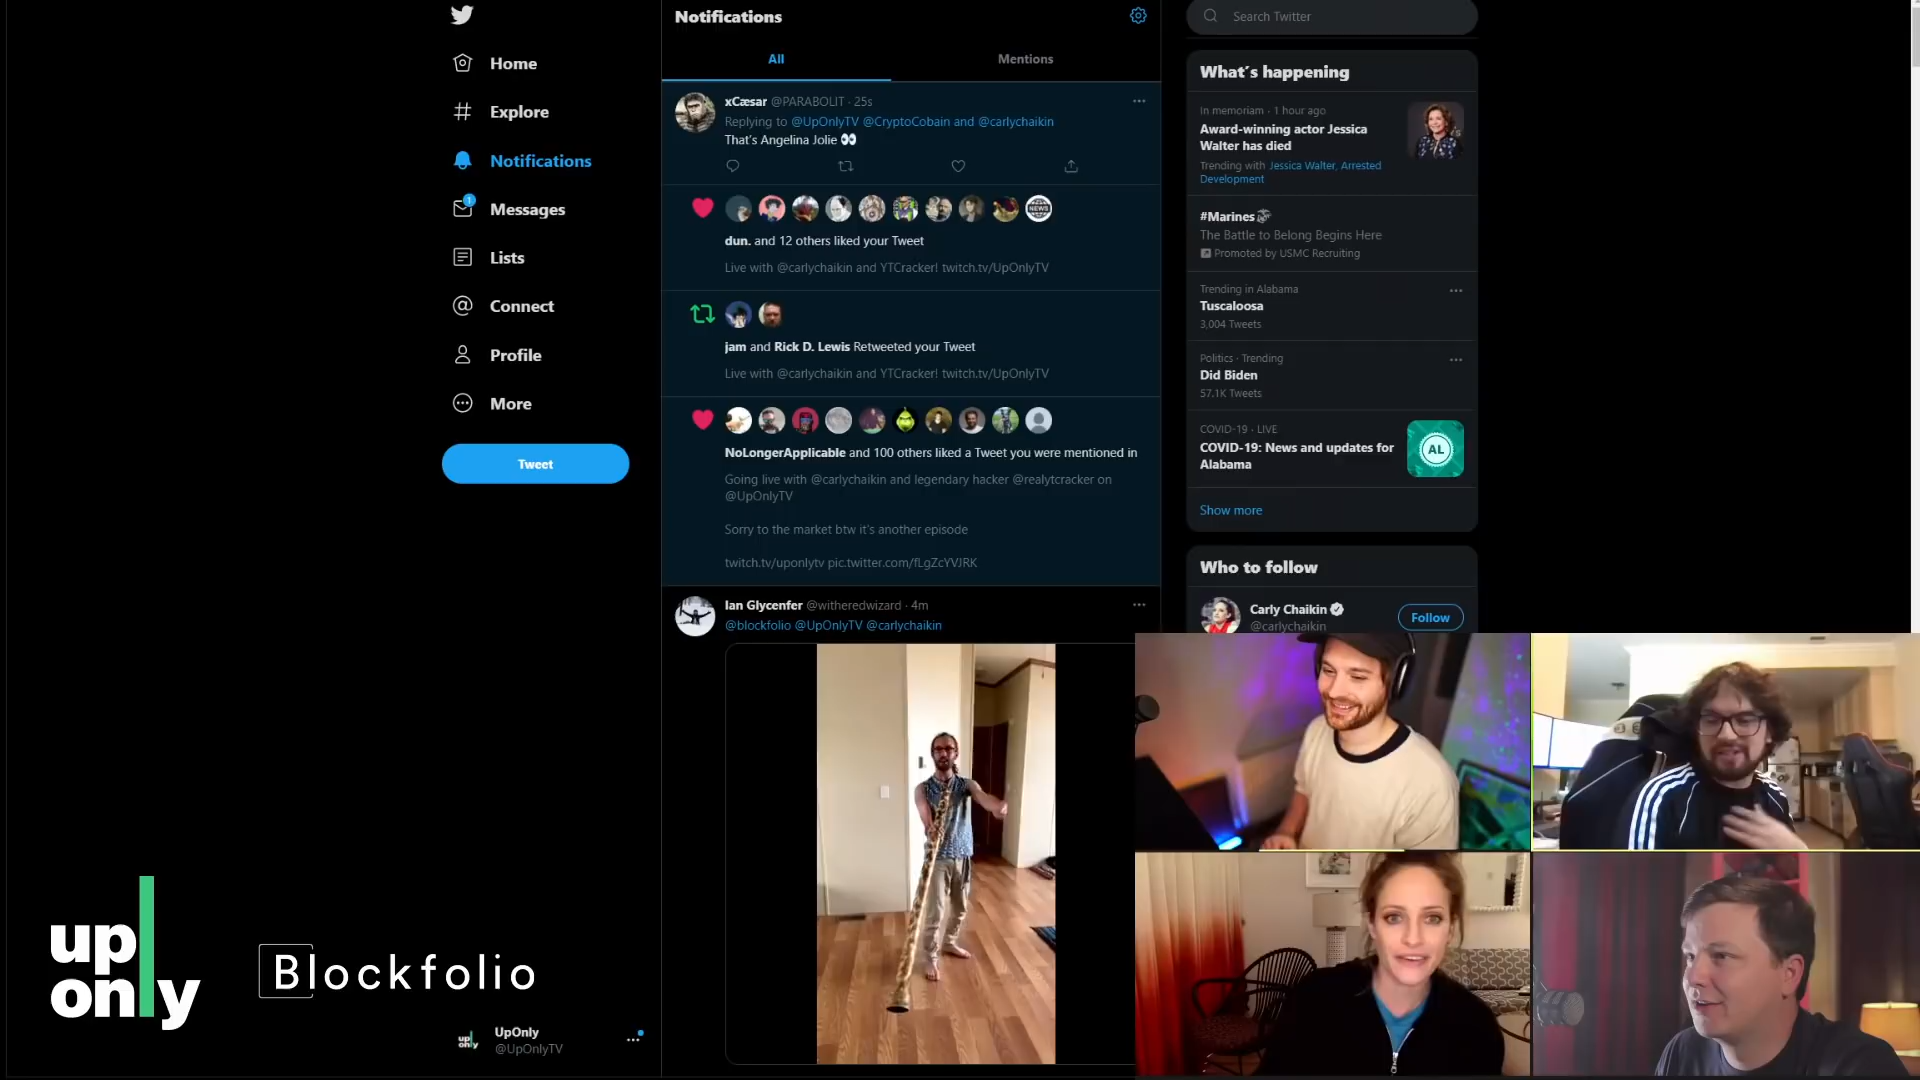 Home
Explore
Notifications
1
Messages
Lists
Connect
Profile
More
Tweet
up
only
Blockfolio
up only
UpOnly
@UpOnlyTV
Notifications
All
Mentions
xCæsar @PARABOLIT · 25s
Replying to @UpOnlyTV @CryptoCobain and @carlychaikin
That's Angelina Jolie 👀
NEWS
dun. and 12 others liked your Tweet
Live with @carlychaikin and YTCracker! twitch.tv/UpOnlyTV
jam and Rick D. Lewis Retweeted your Tweet
Live with @carlychaikin and YTCracker! twitch.tv/UpOnlyTV
NoLongerApplicable and 100 others liked a Tweet you were mentioned in
Going live with @carlychaikin and legendary hacker @realytcracker on
@UpOnlyTV
Sorry to the market btw it's another episode
twitch.tv/uponlytv pic.twitter.com/fLgZcYVJRK
Ian Glycenfer @witheredwizard · 4m
@blockfolio @UpOnlyTV @carlychaikin
Search Twitter
What's happening
In memoriam · 1 hour ago
Award-winning actor Jessica
Walter has died
Trending with Jessica Walter, Arrested
Development
#Marines
The Battle to Belong Begins Here
Promoted by USMC Recruiting
Trending in Alabama
Tuscaloosa
3,004 Tweets
Politics · Trending
Did Biden
57.1K Tweets
COVID-19 · LIVE
COVID-19: News and updates for
Alabama
AL
Show more
Who to follow
Carly Chaikin
@carlychaikin
Follow